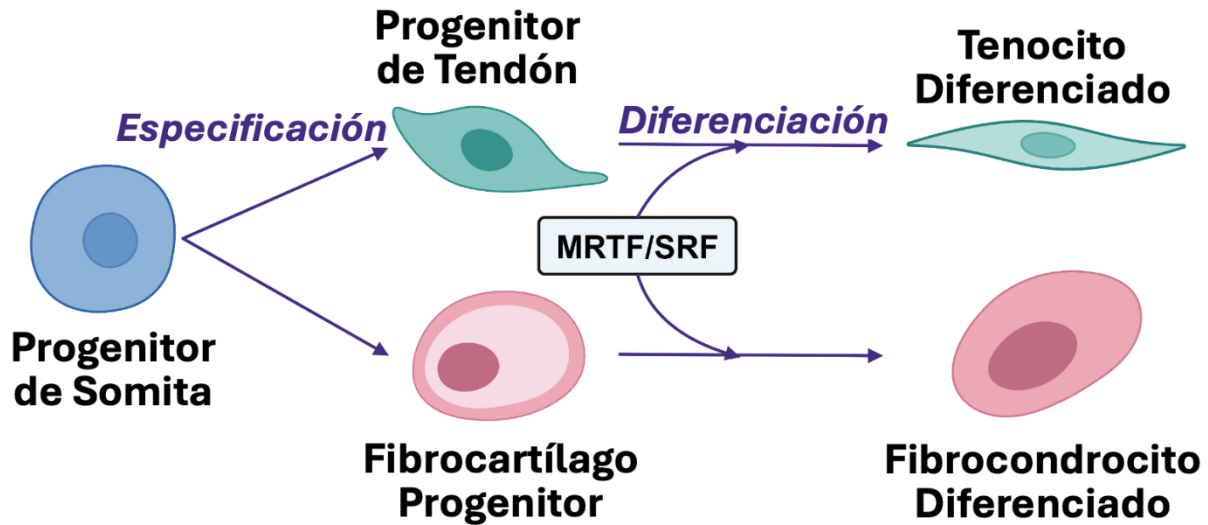 Progenitor
de Tendón
Tenocito
Diferenciado
Especificación
Diferenciación
MRTF/SRF
Progenitor
de Somita
Fibrocartílago
Progenitor
Fibrocondrocito
Diferenciado